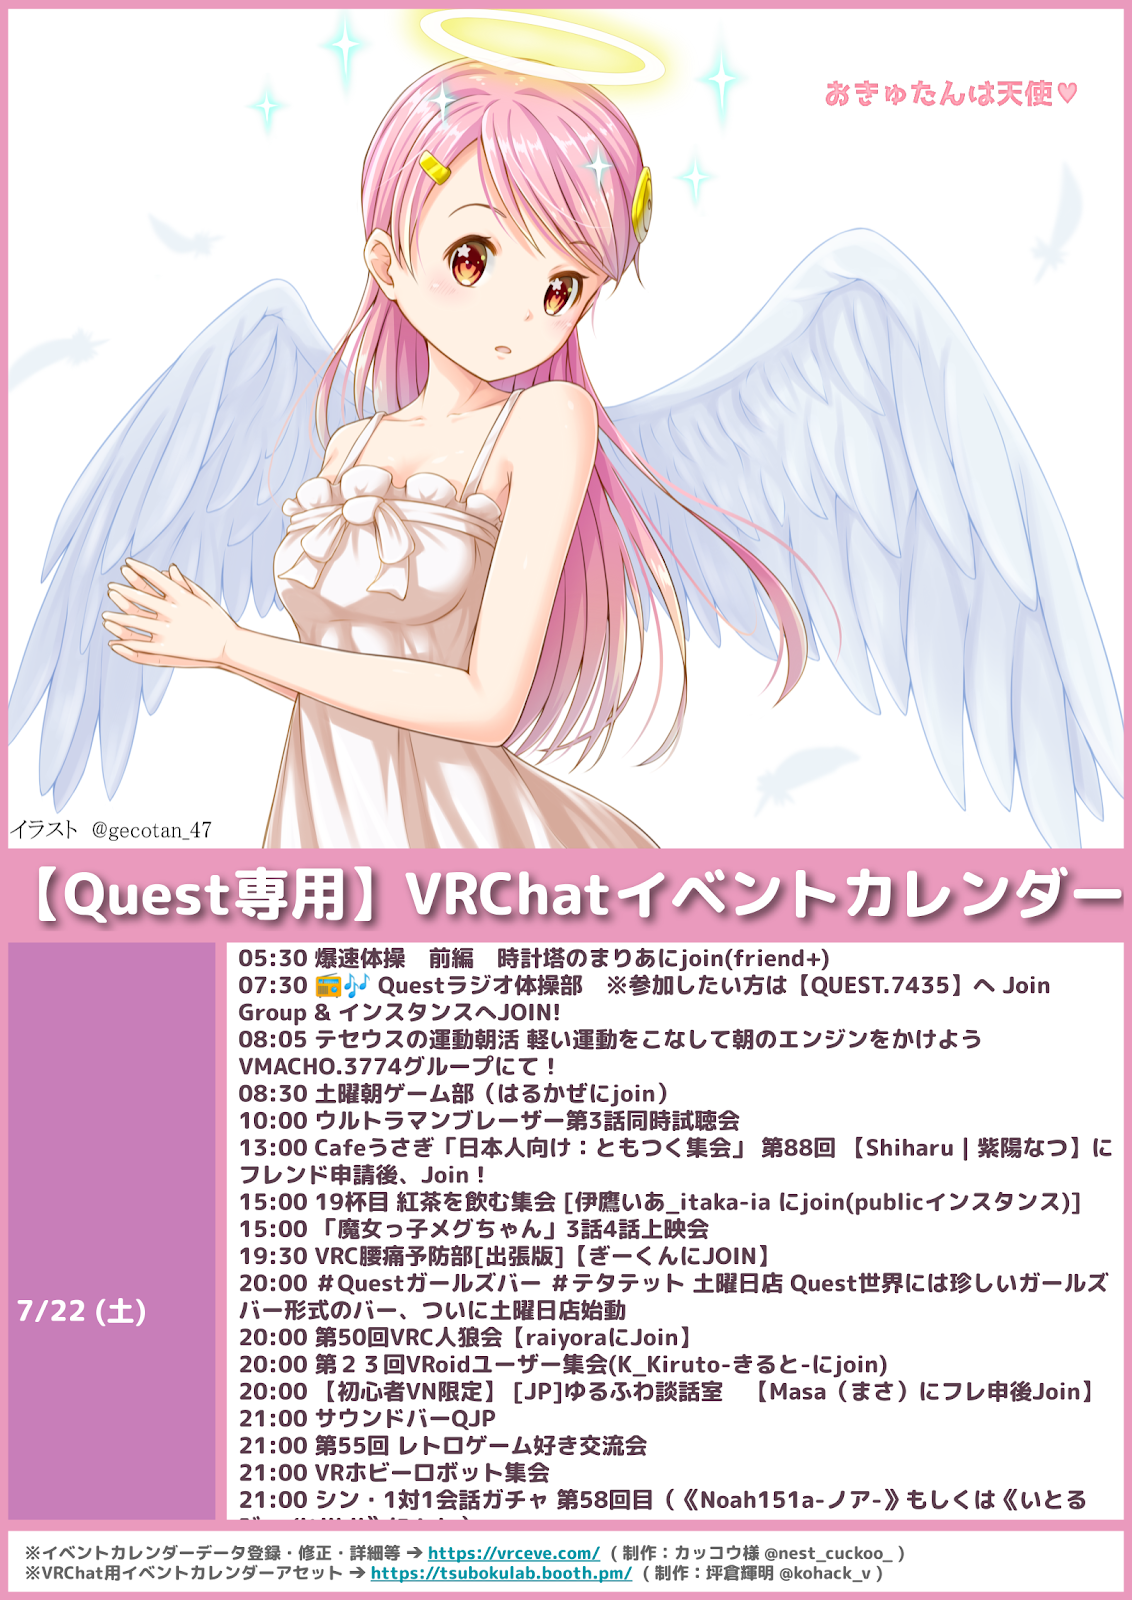 おきゅたんは天使♥
イラスト @gecotan_47
【Quest専用】VRChatイベントカレンダー
7/22 (土)
05:30 爆速体操　前編　時計塔のまりあにjoin(friend+)
07:30 📻🎶 Questラジオ体操部　※参加したい方は【QUEST.7435】へ Join
Group & インスタンスへJOIN!
08:05 テセウスの運動朝活 軽い運動をこなして朝のエンジンをかけよう
VMACHO.3774グループにて！
08:30 土曜朝ゲーム部（はるかぜにjoin）
10:00 ウルトラマンブレーザー第3話同時試聴会
13:00 Cafeうさぎ「日本人向け：ともつく集会」 第88回 【Shiharu | 紫陽なつ】に
フレンド申請後、Join！
15:00 19杯目 紅茶を飲む集会 [伊鷹いあ_itaka-ia にjoin(publicインスタンス)]
15:00 「魔女っ子メグちゃん」3話4話上映会
19:30 VRC腰痛予防部[出張版]【ぎーくんにJOIN】
20:00 ＃Questガールズバー ＃テタテット 土曜日店 Quest世界には珍しいガールズ
バー形式のバー、ついに土曜日店始動
20:00 第50回VRC人狼会【raiyoraにJoin】
20:00 第２３回VRoidユーザー集会(K_Kiruto-きると-にjoin)
20:00 【初心者VN限定】 [JP]ゆるふわ談話室　【Masa（まさ）にフレ申後Join】
21:00 サウンドバーQJP
21:00 第55回 レトロゲーム好き交流会
21:00 VRホビーロボット集会
21:00 シン・1対1会話ガチャ 第58回目（《Noah151a-ノア-》もしくは《いとる
※イベントカレンダーデータ登録・修正・詳細等 ➔ https://vrceve.com/ ( 制作：カッコウ様 @nest_cuckoo_ )
※VRChat用イベントカレンダーアセット ➔ https://tsubokulab.booth.pm/ ( 制作：坪倉輝明 @kohack_v )